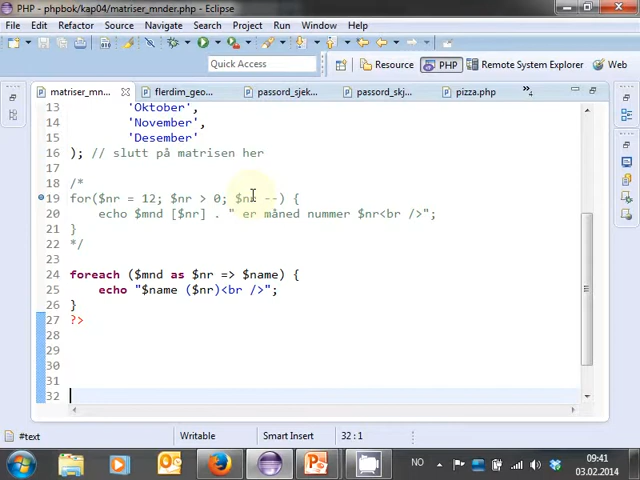 PHP - phpbok/kap04/matriser_mnder.php - Eclipse
File Edit Refactor Source Navigate Search Project Run Window Help
Quick Access
Resource PHP Remote System Explorer Web
matriser_mn... flerdim_geo... passord_sjek... passord_skj... pizza.php »4
13 'Oktober',
14 'November',
15 'Desember'
16 ); // slutt på matrisen her
17
18 /*
19 for($nr = 12; $nr > 0; $nr --) {
20 echo $mnd [$nr] . " er måned nummer $nr<br />";
21 }
22 */
23
24 foreach ($mnd as $nr => $name) {
25 echo "$name ($nr)<br />";
26 }
27 ?>
28
29
30
31
32
#text Writable Smart Insert 32 : 1
NO 09:41
03.02.2014